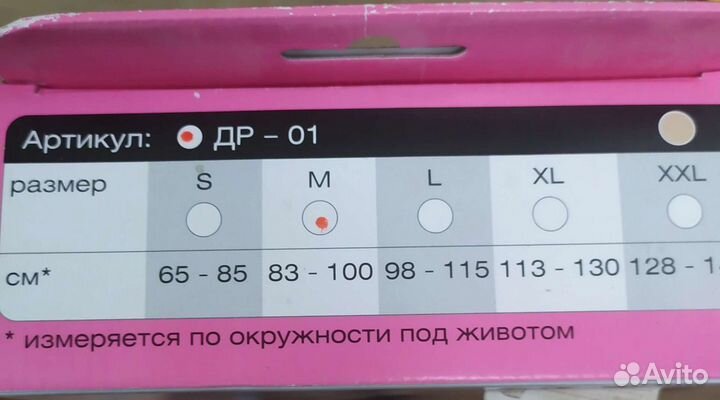 Артикул: ДР - 01
размер S M L XL XXL
см* 65 - 85 83 - 100 98 - 115 113 - 130 128 -
* измеряется по окружности под животом
Avito